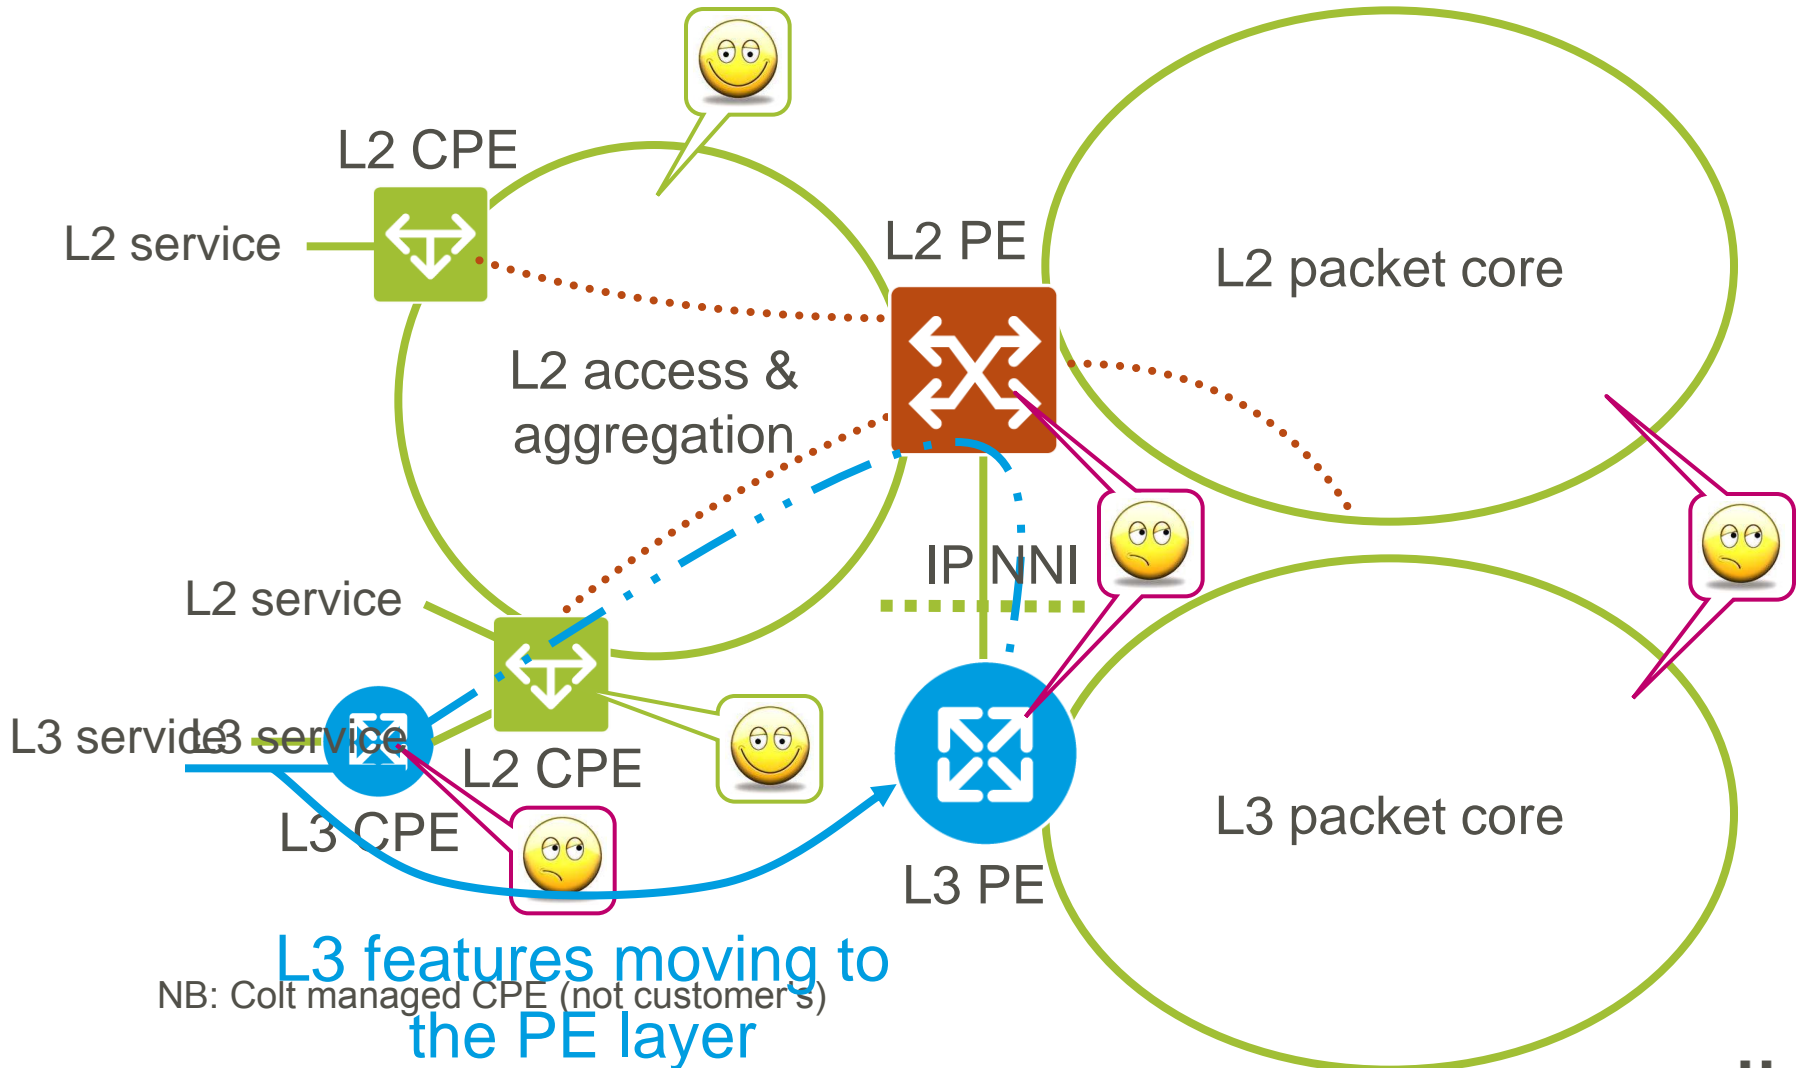 L2 CPE
L2 service
L2 PE
L2 packet core
L2 access &
aggregation
IP NNI
L2 service
L3 service
L3 service
L2 CPE
L3 CPE
L3 packet core
L3 PE
L3 features moving to
NB: Colt managed CPE (not customer's)
the PE layer